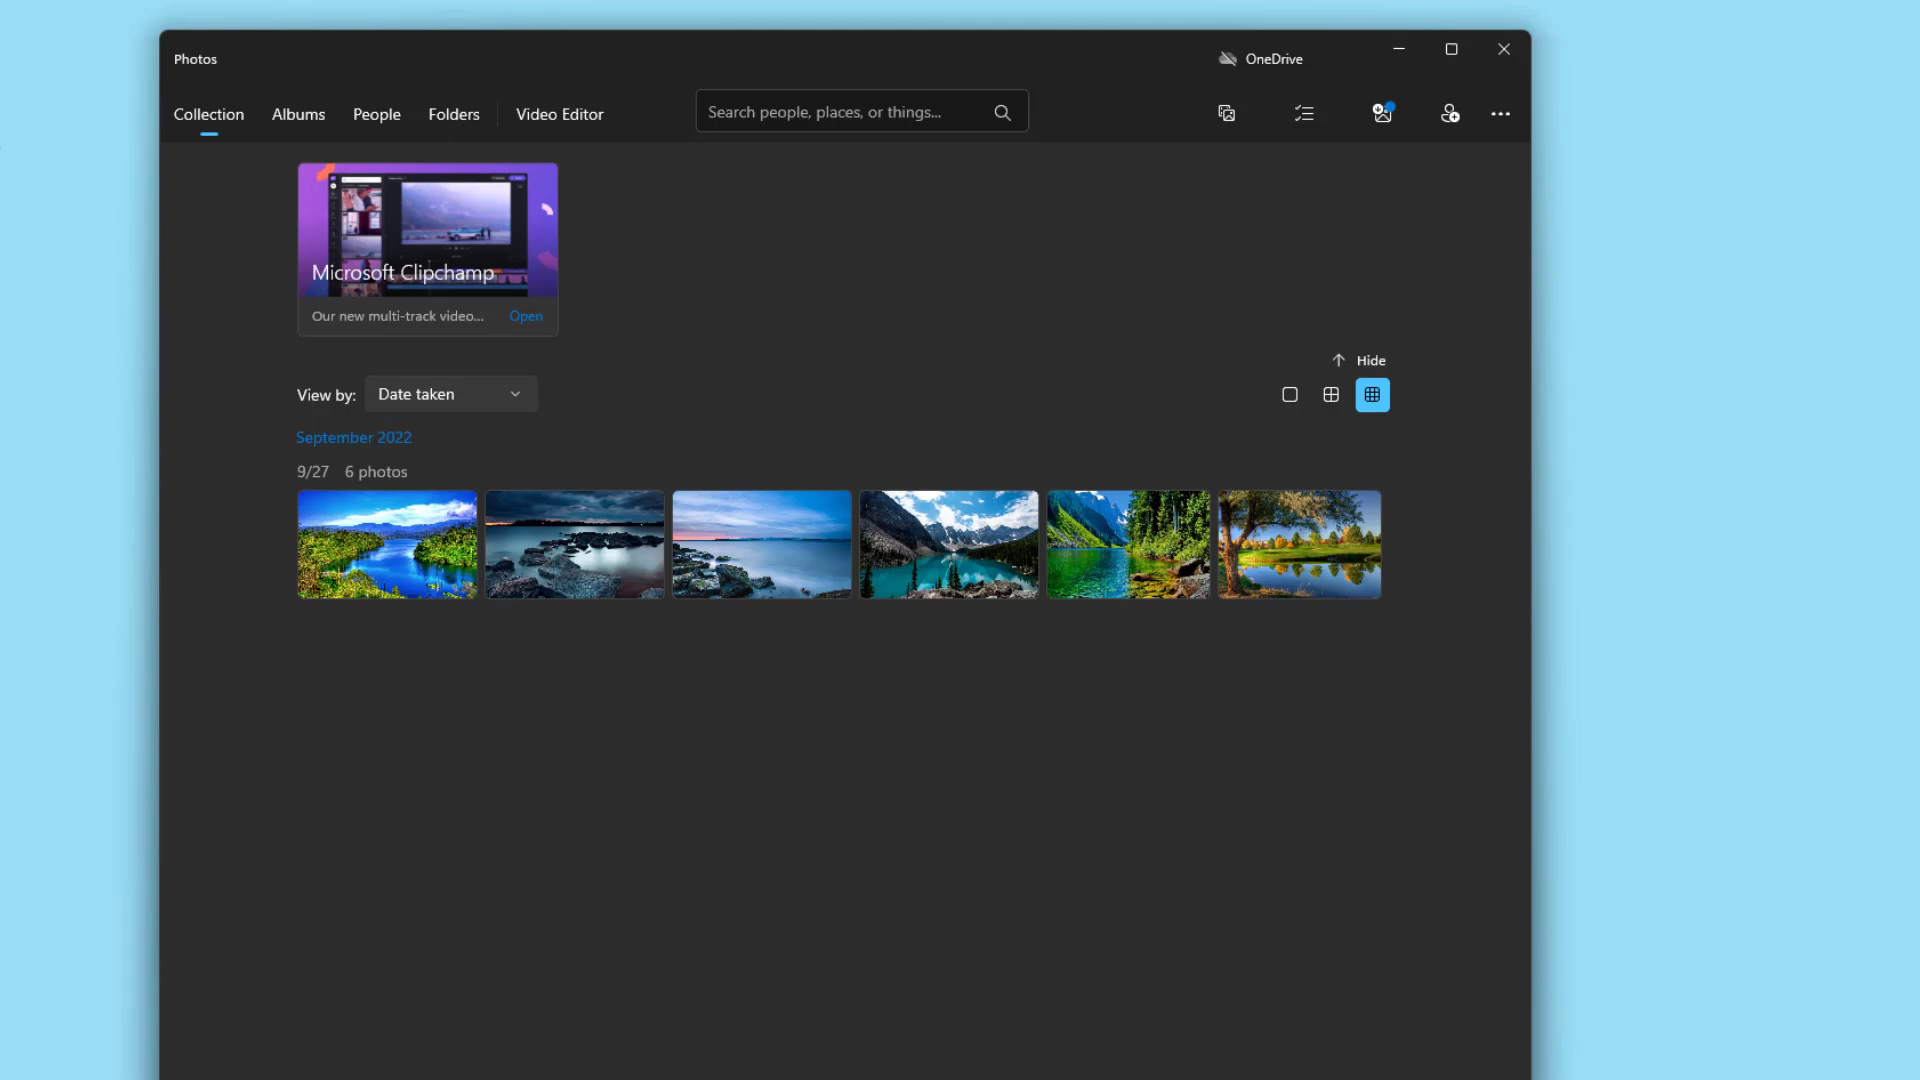 Photos
OneDrive
Collection Albums People Folders Video Editor
Search people, places, or things...
Microsoft Clipchamp
Our new multi-track video... Open
Hide
View by: Date taken
September 2022
9/27 6 photos